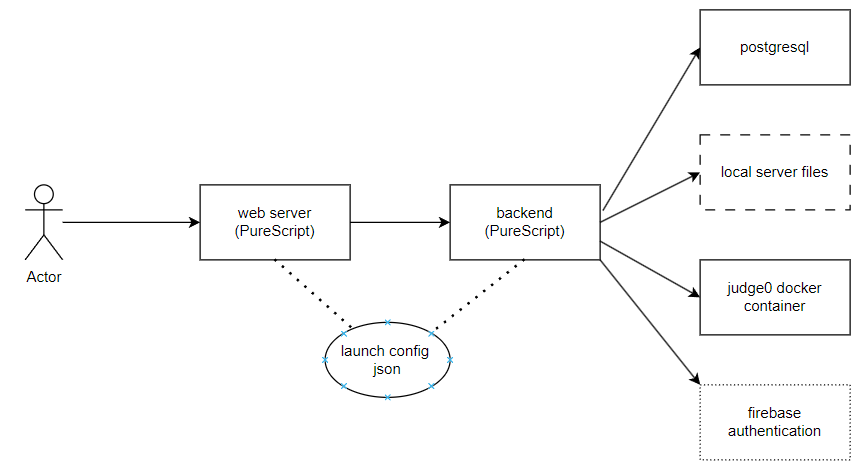 postgresql
local server files
web server
(PureScript)
backend
(PureScript)
Actor
judge0 docker
container
launch config
json
firebase
authentication